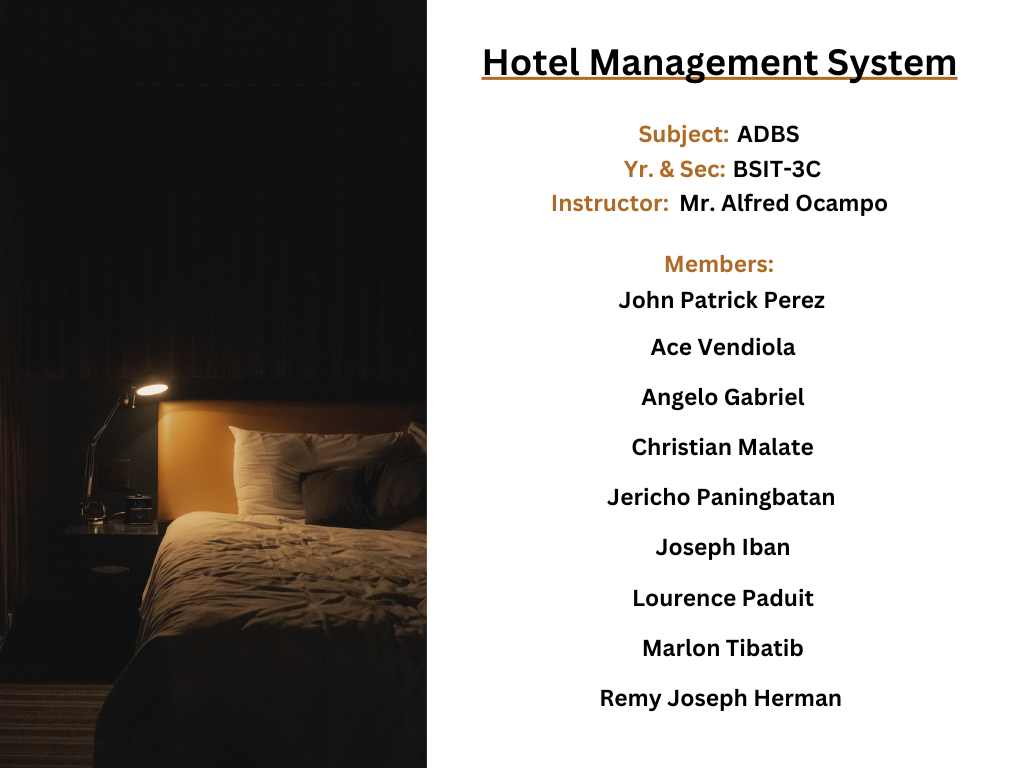 Hotel Management System
Subject: ADBS
Yr. & Sec: BSIT-3C
Instructor: Mr. Alfred Ocampo
Members:
John Patrick Perez
Ace Vendiola
Angelo Gabriel
Christian Malate
Jericho Paningbatan
Joseph Iban
Lourence Paduit
Marlon Tibatib
Remy Joseph Herman